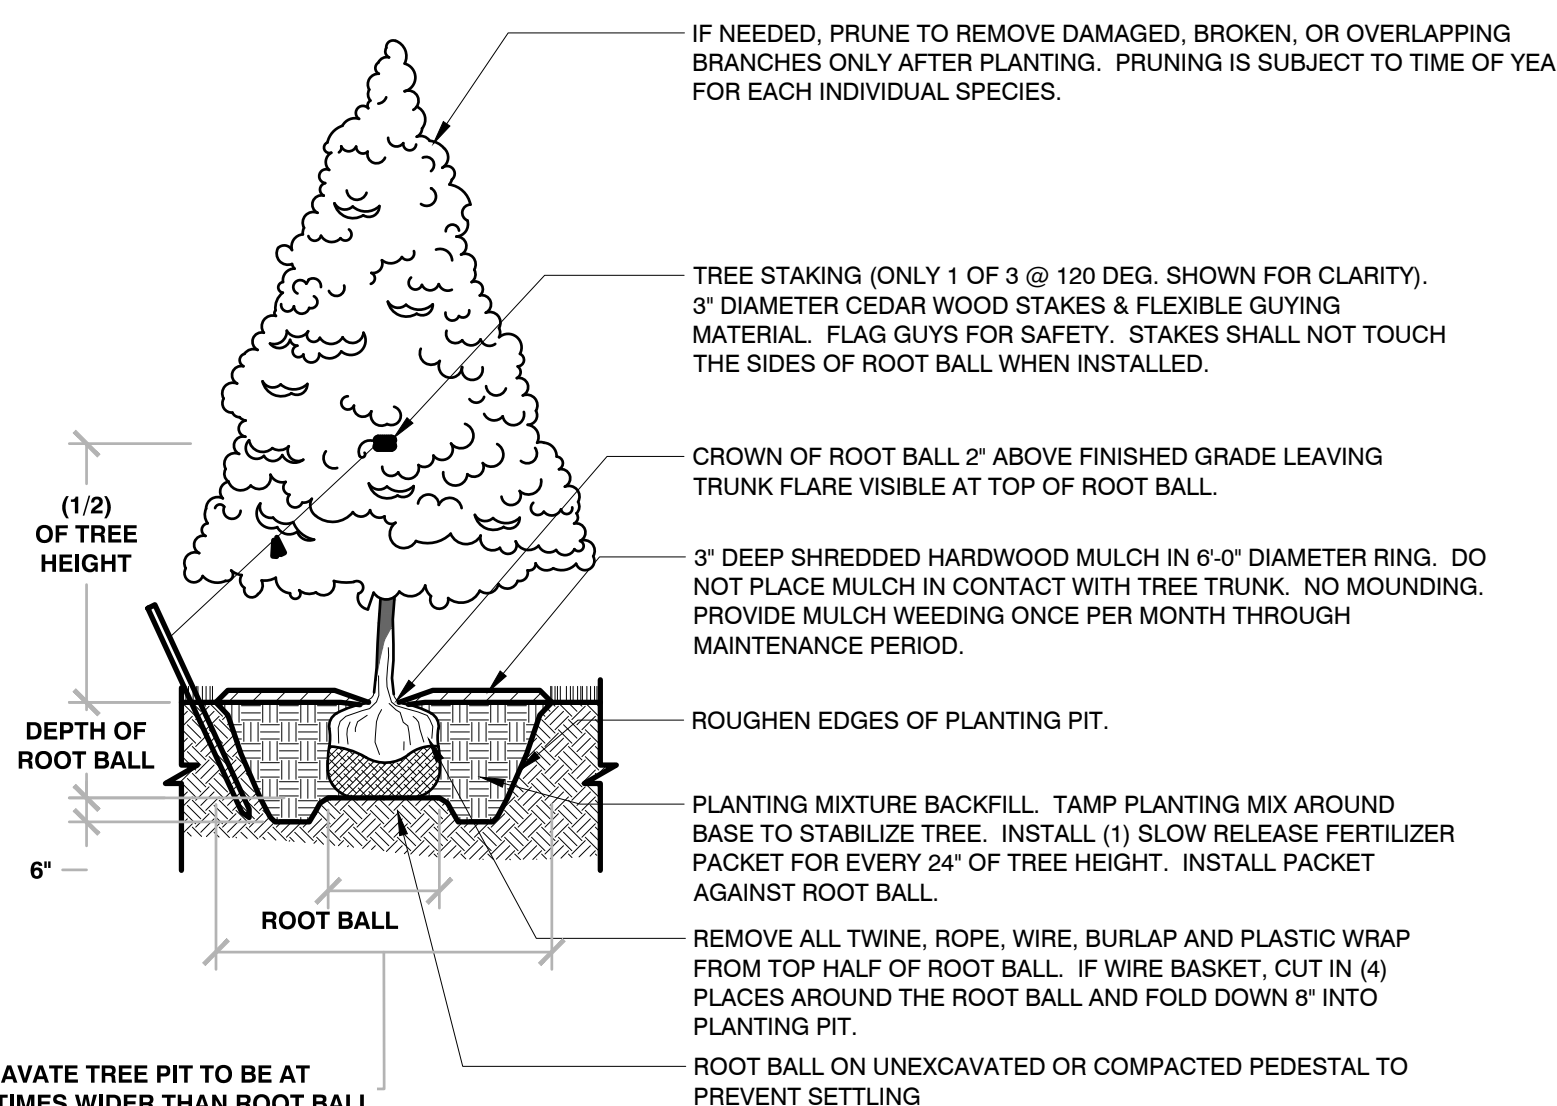 IF NEEDED, PRUNE TO REMOVE DAMAGED, BROKEN, OR OVERLAPPING
BRANCHES ONLY AFTER PLANTING.  PRUNING IS SUBJECT TO TIME OF YEA
FOR EACH INDIVIDUAL SPECIES.
TREE STAKING (ONLY 1 OF 3 @ 120 DEG. SHOWN FOR CLARITY).
3" DIAMETER CEDAR WOOD STAKES & FLEXIBLE GUYING
MATERIAL.  FLAG GUYS FOR SAFETY.  STAKES SHALL NOT TOUCH
THE SIDES OF ROOT BALL WHEN INSTALLED.
CROWN OF ROOT BALL 2" ABOVE FINISHED GRADE LEAVING
TRUNK FLARE VISIBLE AT TOP OF ROOT BALL.
(1/2)
OF TREE
HEIGHT
3" DEEP SHREDDED HARDWOOD MULCH IN 6'-0" DIAMETER RING.  DO
NOT PLACE MULCH IN CONTACT WITH TREE TRUNK.  NO MOUNDING.
PROVIDE MULCH WEEDING ONCE PER MONTH THROUGH
MAINTENANCE PERIOD.
DEPTH OF
ROOT BALL
ROUGHEN EDGES OF PLANTING PIT.
PLANTING MIXTURE BACKFILL.  TAMP PLANTING MIX AROUND
BASE TO STABILIZE TREE.  INSTALL (1) SLOW RELEASE FERTILIZER
PACKET FOR EVERY 24" OF TREE HEIGHT.  INSTALL PACKET
AGAINST ROOT BALL.
6"
ROOT BALL
REMOVE ALL TWINE, ROPE, WIRE, BURLAP AND PLASTIC WRAP
FROM TOP HALF OF ROOT BALL.  IF WIRE BASKET, CUT IN (4)
PLACES AROUND THE ROOT BALL AND FOLD DOWN 8" INTO
PLANTING PIT.
ROOT BALL ON UNEXCAVATED OR COMPACTED PEDESTAL TO
PREVENT SETTLING
AVATE TREE PIT TO BE AT
TIMES WIDER THAN ROOT BALL